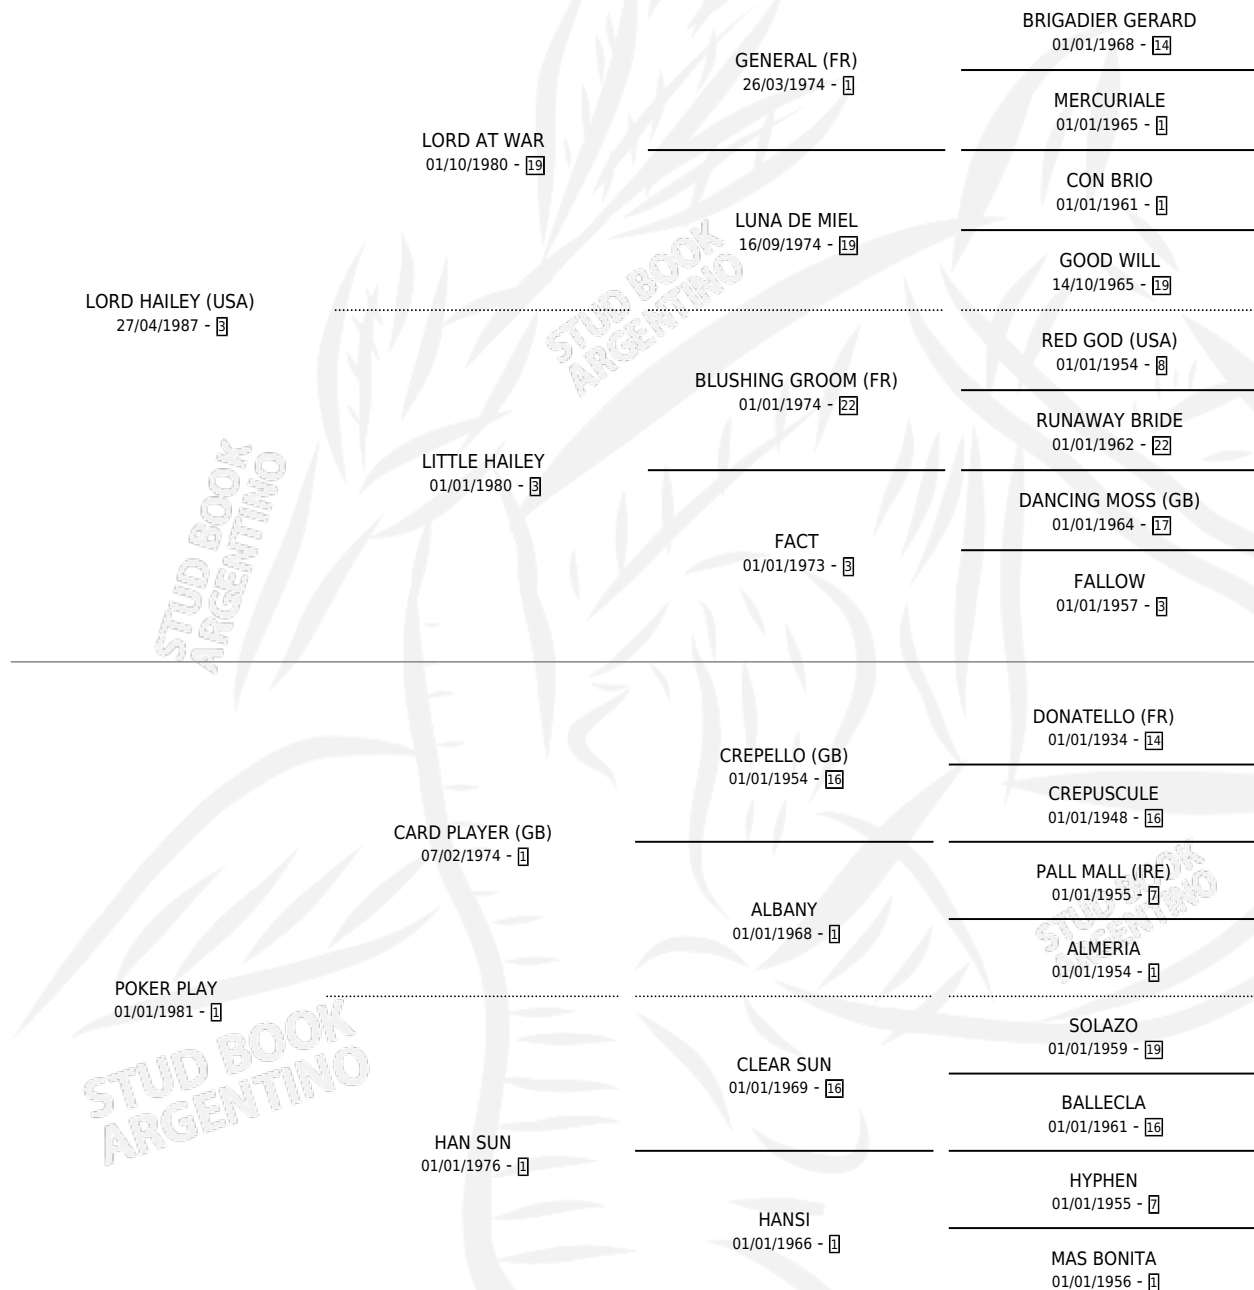 BRIGADIER GERARD
01/01/1968 - 14
GENERAL (FR)
26/03/1974 - 1
MERCURIALE
01/01/1965 - 1
LORD AT WAR
01/10/1980 - 19
CON BRIO
01/01/1961 - 1
LUNA DE MIEL
16/09/1974 - 19
GOOD WILL
14/10/1965 - 19
LORD HAILEY (USA)
27/04/1987 - 3
RED GOD (USA)
01/01/1954 - 8
BLUSHING GROOM (FR)
01/01/1974 - 22
RUNAWAY BRIDE
01/01/1962 - 22
LITTLE HAILEY
01/01/1980 - 3
DANCING MOSS (GB)
01/01/1964 - 17
FACT
01/01/1973 - 3
FALLOW
01/01/1957 - 3
STUD BOOK
ARGENTINO
STUD BOOK
ARGENTINO
DONATELLO (FR)
01/01/1934 - 14
CREPELLO (GB)
01/01/1954 - 16
CREPUSCULE
01/01/1948 - 16
CARD PLAYER (GB)
07/02/1974 - 1
PALL MALL (IRE)
01/01/1955 - 7
ALBANY
01/01/1968 - 1
ALMERIA
01/01/1954 - 1
POKER PLAY
01/01/1981 - 1
SOLAZO
01/01/1959 - 19
CLEAR SUN
01/01/1969 - 16
BALLECLA
01/01/1961 - 16
HAN SUN
01/01/1976 - 1
HYPHEN
01/01/1955 - 7
HANSI
01/01/1966 - 1
MAS BONITA
01/01/1956 - 1
STUD BOOK
ARGENTINO
STUD BOOK
ARGENTINO